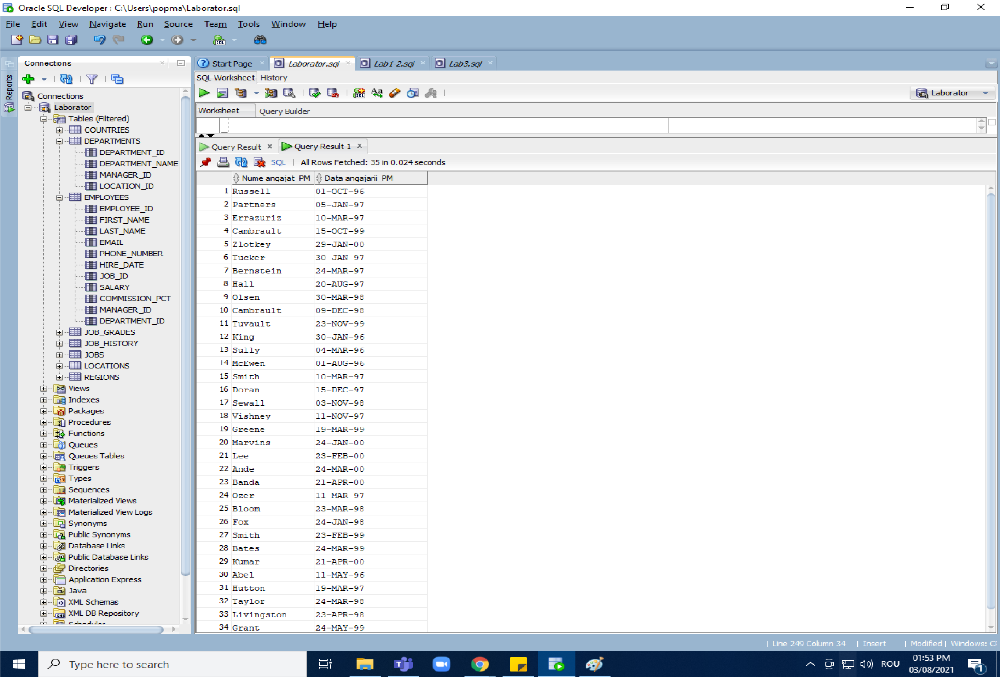 Oracle SQL Developer : C:\Users\popma\Laborator.sql
File Edit View Navigate Run Source Team Tools Window Help
Reports
Connections
Connections
Laborator
Tables (Filtered)
COUNTRIES
DEPARTMENTS
DEPARTMENT_ID
DEPARTMENT_NAME
MANAGER_ID
LOCATION_ID
EMPLOYEES
EMPLOYEE_ID
FIRST_NAME
LAST_NAME
EMAIL
PHONE_NUMBER
HIRE_DATE
JOB_ID
SALARY
COMMISSION_PCT
MANAGER_ID
DEPARTMENT_ID
JOB_GRADES
JOB_HISTORY
JOBS
LOCATIONS
REGIONS
Views
Indexes
Packages
Procedures
Functions
Queues
Queues Tables
Triggers
Types
Sequences
Materialized Views
Materialized View Logs
Synonyms
Public Synonyms
Database Links
Public Database Links
Directories
Application Express
Java
XML Schemas
XML DB Repository
Scheduler
Start Page Laborator.sql Lab1-2.sql Lab3.sql
SQL Worksheet History
Laborator
Worksheet Query Builder
Query Result Query Result 1
SQL | All Rows Fetched: 35 in 0.024 seconds
Nume angajat_PM Data angajarii_PM
1 Russell 01-OCT-96
2 Partners 05-JAN-97
3 Errazuriz 10-MAR-97
4 Cambrault 15-OCT-99
5 Zlotkey 29-JAN-00
6 Tucker 30-JAN-97
7 Bernstein 24-MAR-97
8 Hall 20-AUG-97
9 Olsen 30-MAR-98
10 Cambrault 09-DEC-98
11 Tuvault 23-NOV-99
12 King 30-JAN-96
13 Sully 04-MAR-96
14 McEwen 01-AUG-96
15 Smith 10-MAR-97
16 Doran 15-DEC-97
17 Sewall 03-NOV-98
18 Vishney 11-NOV-97
19 Greene 19-MAR-99
20 Marvins 24-JAN-00
21 Lee 23-FEB-00
22 Ande 24-MAR-00
23 Banda 21-APR-00
24 Ozer 11-MAR-97
25 Bloom 23-MAR-98
26 Fox 24-JAN-98
27 Smith 23-FEB-99
28 Bates 24-MAR-99
29 Kumar 21-APR-00
30 Abel 11-MAY-96
31 Hutton 19-MAR-97
32 Taylor 24-MAR-98
33 Livingston 23-APR-98
34 Grant 24-MAY-99
| Line 249 Column 34 | Insert | Modified | Windows:
Type here to search
ROU
01:53 PM
03/08/2021
1